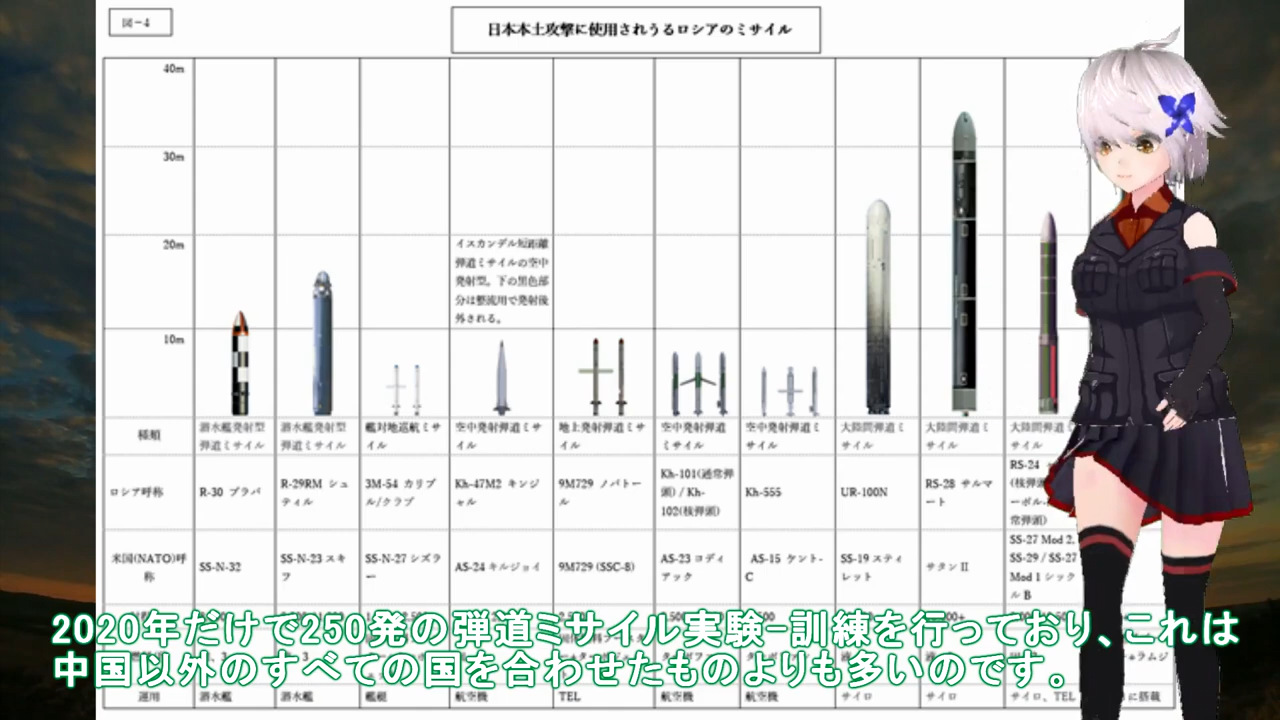 図－4
日本本土攻撃に使用されうるロシアのミサイル
40m
30m
20m
10m
イスカンデル短距離
弾道ミサイルの空中
発射型。下の黒色部
分は整流用で発射後
外される。
種類
潜水艦発射型
弾道ミサイル
潜水艦発射型
弾道ミサイル
艦対地巡航ミサ
イル
空中発射弾道ミサ
イル
地上発射弾道ミサ
イル
空中発射弾道
ミサイル
空中発射弾道ミ
サイル
大陸間弾道ミ
サイル
大陸間弾道ミ
サイル
大陸間弾道
サイル
ロシア呼称
R-30 ブラバ
R-29RM シュ
ティル
3M-54 カリブ
ル/クラブ
Kh-47M2 キンジ
ャル
9M729 ノバトー
ル
Kh-101(通常弾
頭) / Kh-
102(核弾頭)
Kh-555
UR-100N
RS-28 サルマ
ート
RS-24
(核弾
ーボル
常弾頭)
米国(NATO)呼
称
SS-N-32
SS-N-23 スキ
フ
SS-N-27 シズラ
ー
AS-24 キルジョイ
9M729 (SSC-8)
AS-23 コディ
アック
AS-15 ケント-
C
SS-19 スティ
レット
サタンⅡ
SS-27 Mod 2,
SS-29 / SS-27
Mod 1 シック
ル B
2020年だけで250発の弾道ミサイル実験-訓練を行っており、これは
中国以外のすべての国を合わせたものよりも多いのです。
運用
潜水艦
潜水艦
艦艇
航空機
TEL
航空機
航空機
サイロ
サイロ
サイロ、TEL
に搭載